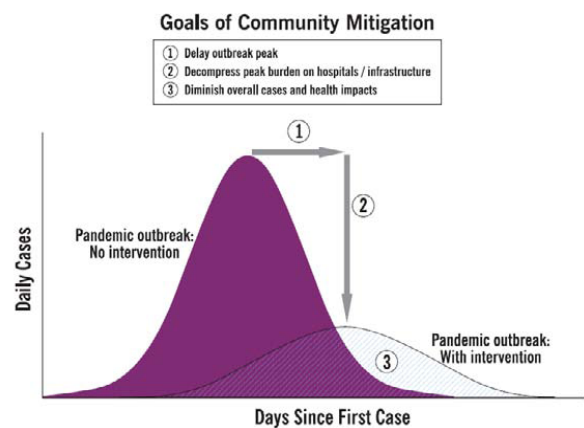 Goals of Community Mitigation
① Delay outbreak peak
② Decompress peak burden on hospitals / infrastructure
③ Diminish overall cases and health impacts
①
②
Pandemic outbreak:
No intervention
Daily Cases
③
Pandemic outbreak:
With intervention
Days Since First Case